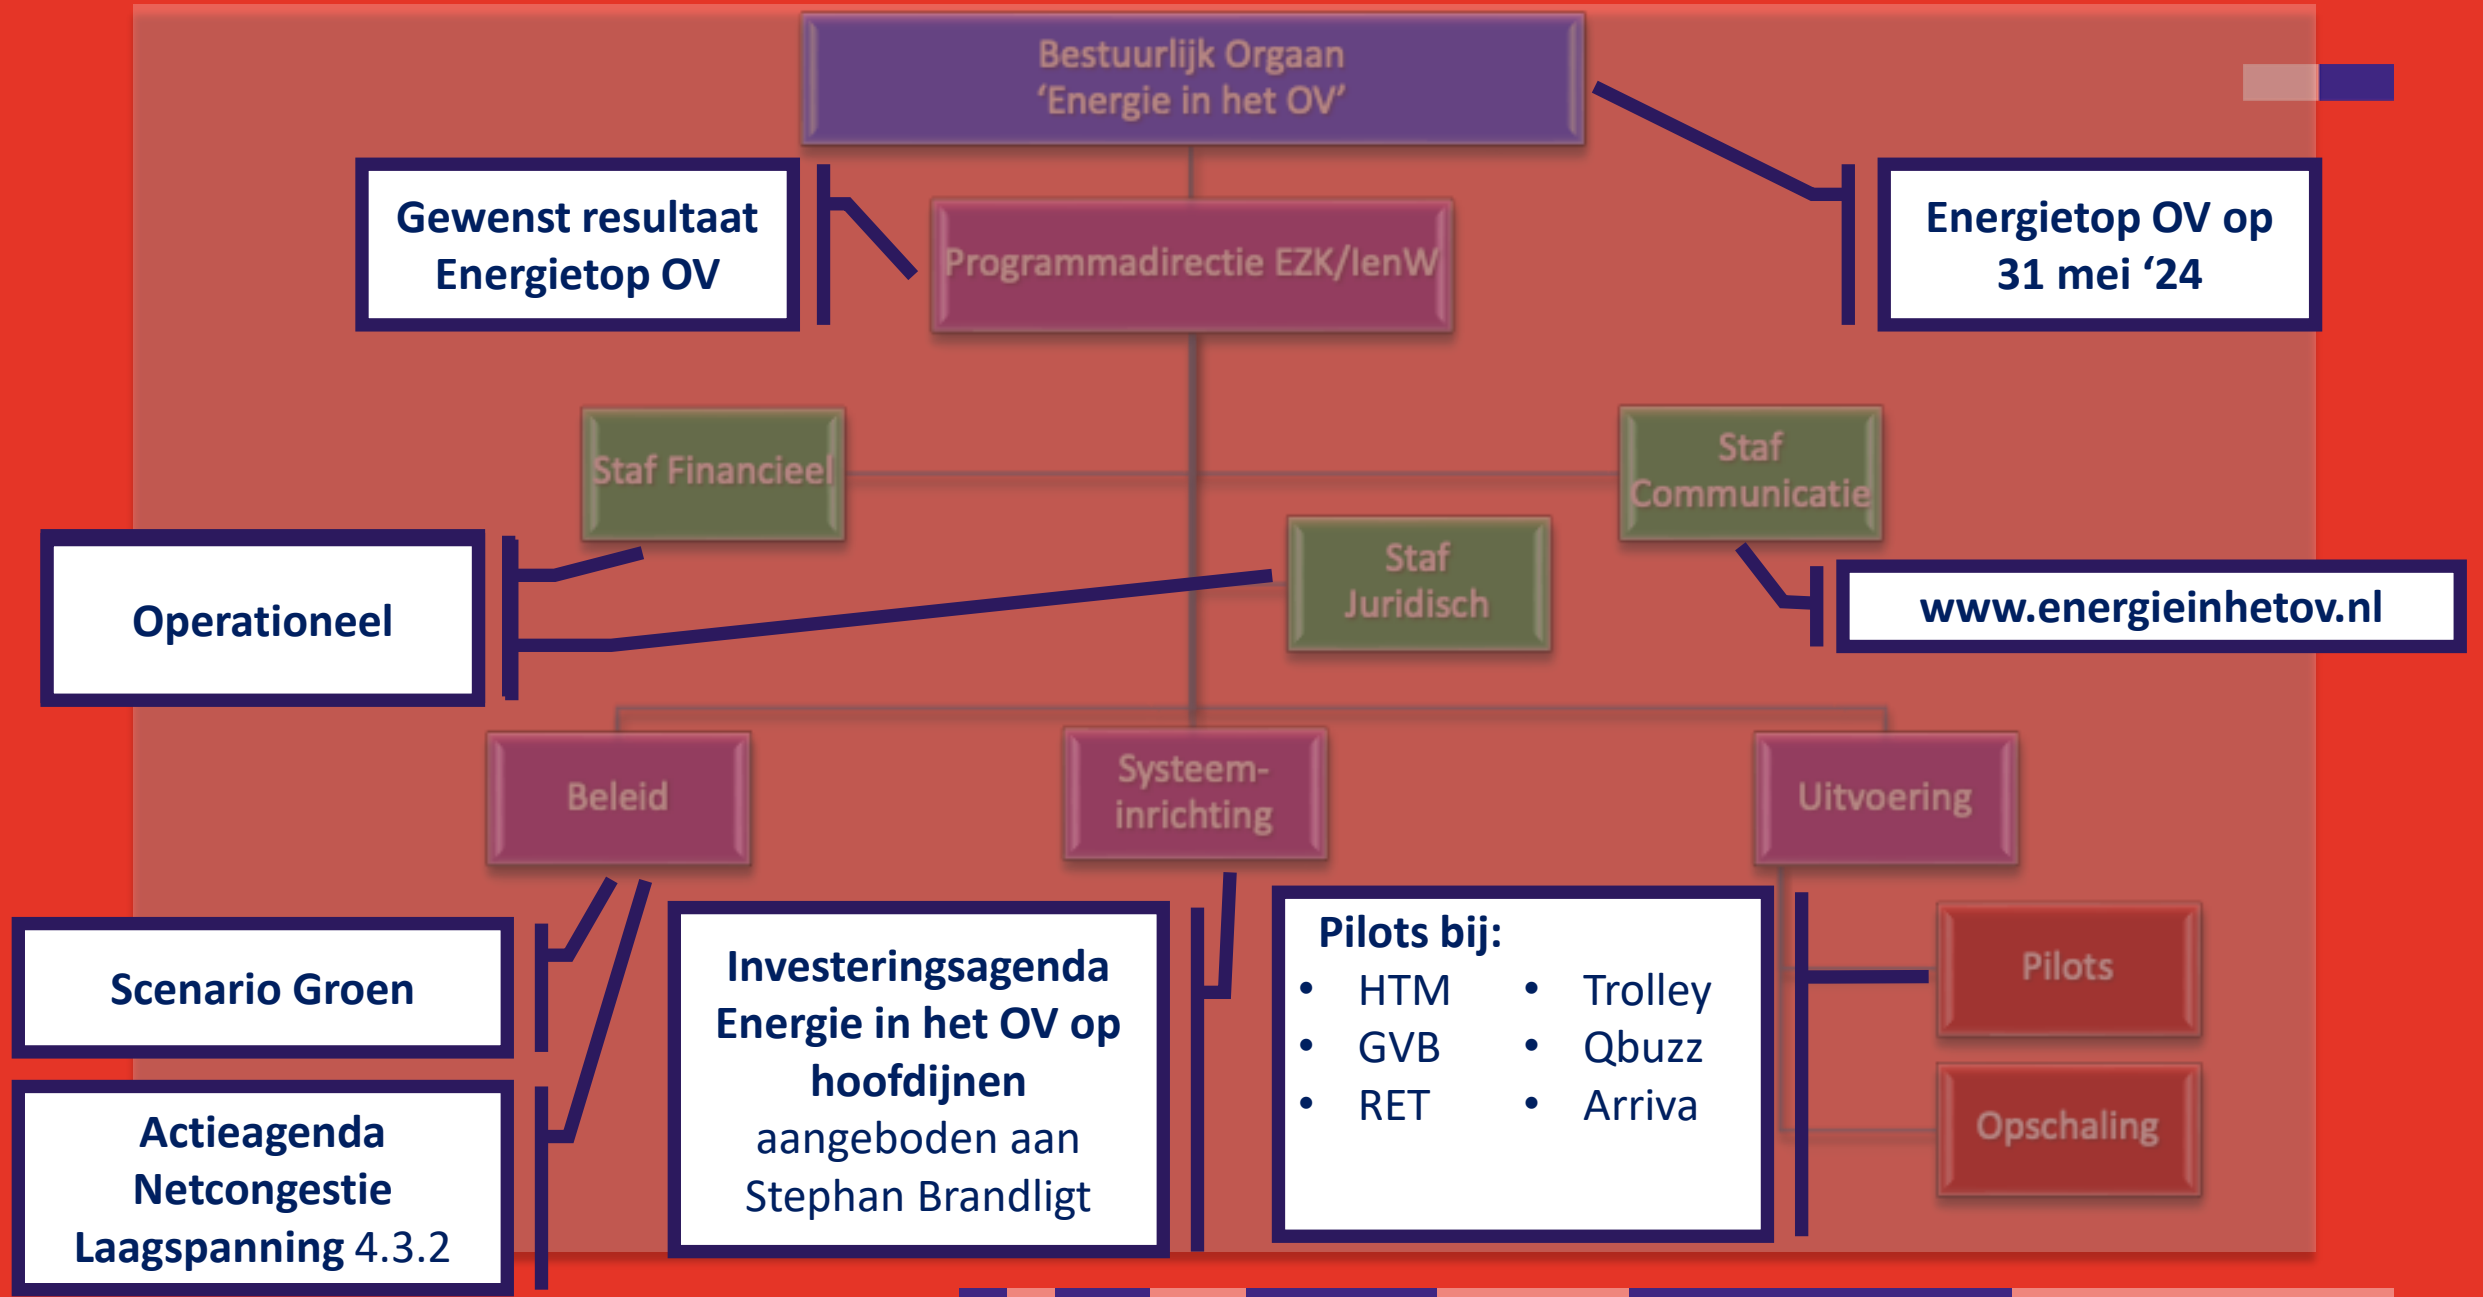 Bestuurlijk Orgaan
‘Energie in het OV’
Gewenst resultaat
Energietop OV
Programmadirectie EZK/IenW
Energietop OV op
31 mei ‘24
Staf Financieel
Staf
Communicatie
Operationeel
Staf
Juridisch
www.energieinhetov.nl
Beleid
Systeem-
inrichting
Uitvoering
Scenario Groen
Actieagenda
Netcongestie
Laagspanning 4.3.2
Investeringsagenda
Energie in het OV op
hoofdijnen
aangeboden aan
Stephan Brandligt
Pilots bij:
• HTM
• GVB
• RET
• Trolley
• Qbuzz
• Arriva
Pilots
Opschaling